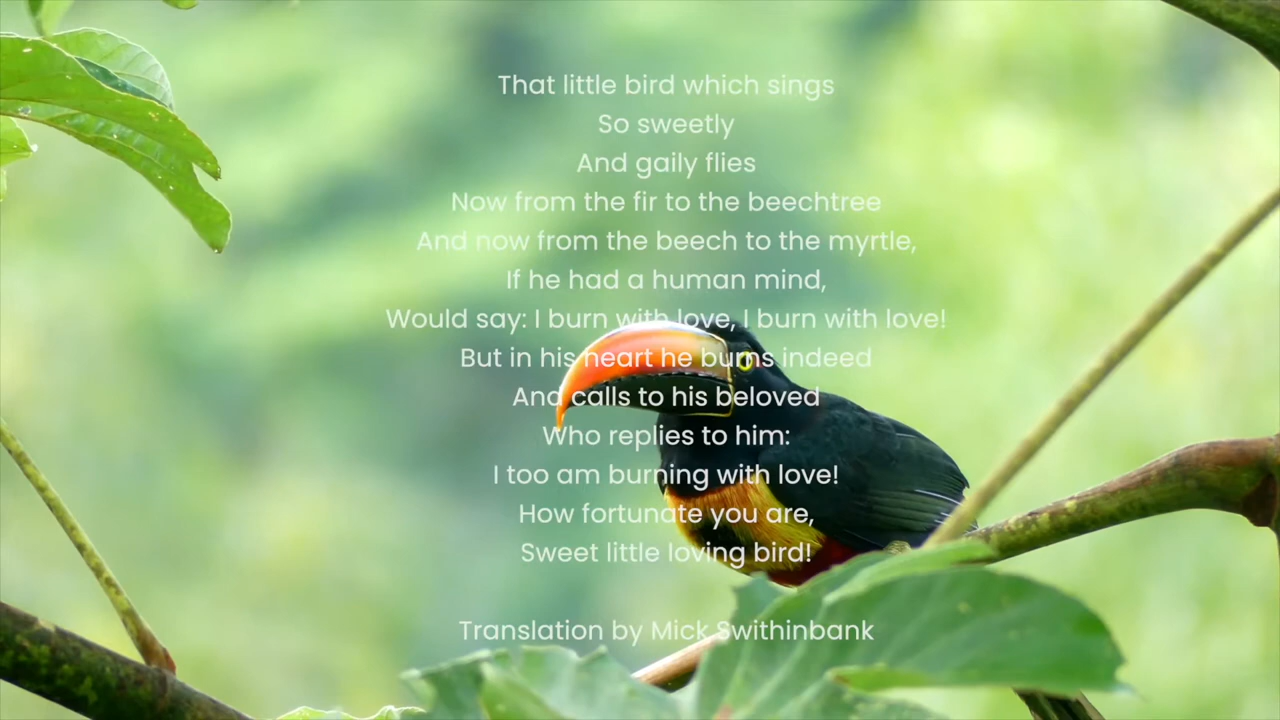 That little bird which sings
So sweetly
And gaily flies
Now from the fir to the beechtree
And now from the beech to the myrtle,
If he had a human mind,
Would say: I burn with love, I burn with love!
But in his heart he burns indeed
And calls to his beloved
Who replies to him:
I too am burning with love!
How fortunate you are,
Sweet little loving bird!
Translation by Mick Swithinbank